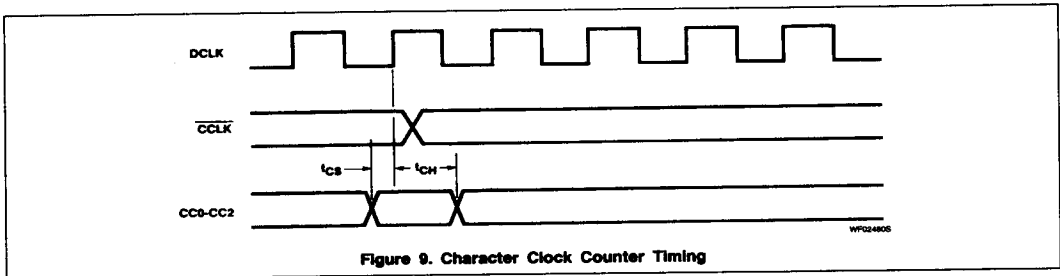 DCLK
CCLK
tCS
tCH
CC0-CC2
WF02480S
Figure 9. Character Clock Counter Timing